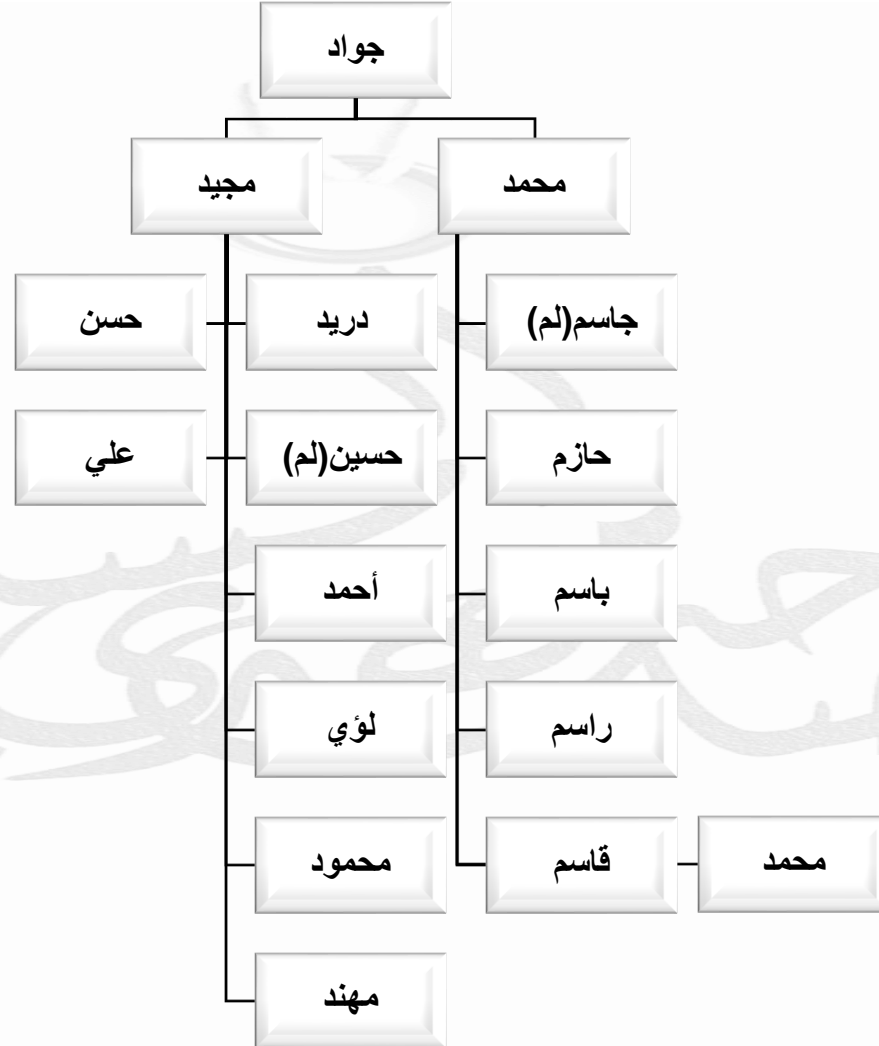 جواد
محمد
مجيد
جاسم(لم)
دريد
حسن
حازم
حسين(لم)
علي
باسم
أحمد
راسم
لؤي
محمد
قاسم
محمود
مهند